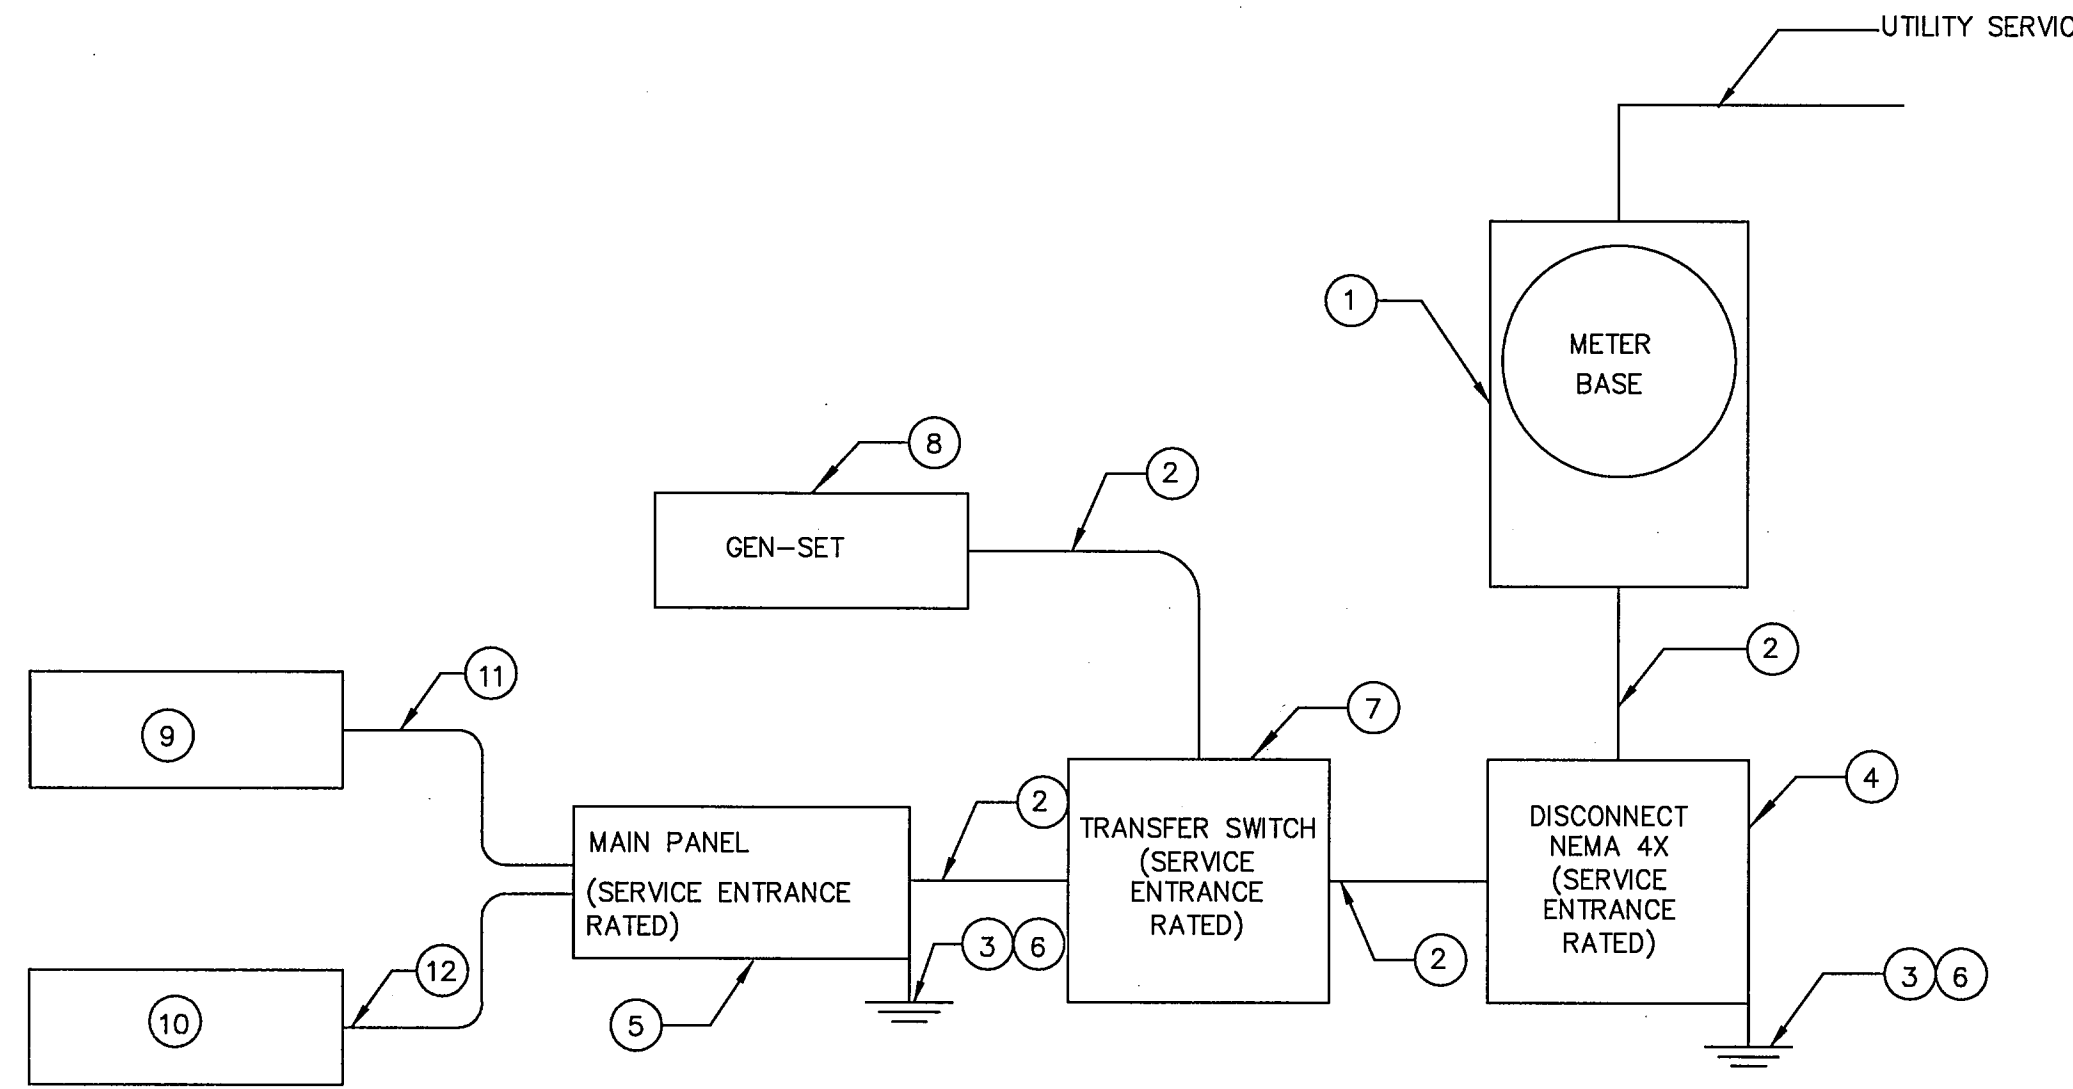 UTILITY SERVIC
1
METER
BASE
8
2
GEN-SET
2
11
7
9
4
2
MAIN PANEL
(SERVICE ENTRANCE
RATED)
TRANSFER SWITCH
(SERVICE
ENTRANCE
RATED)
DISCONNECT
NEMA 4X
(SERVICE
ENTRANCE
RATED)
3 6
2
12
3 6
10
5